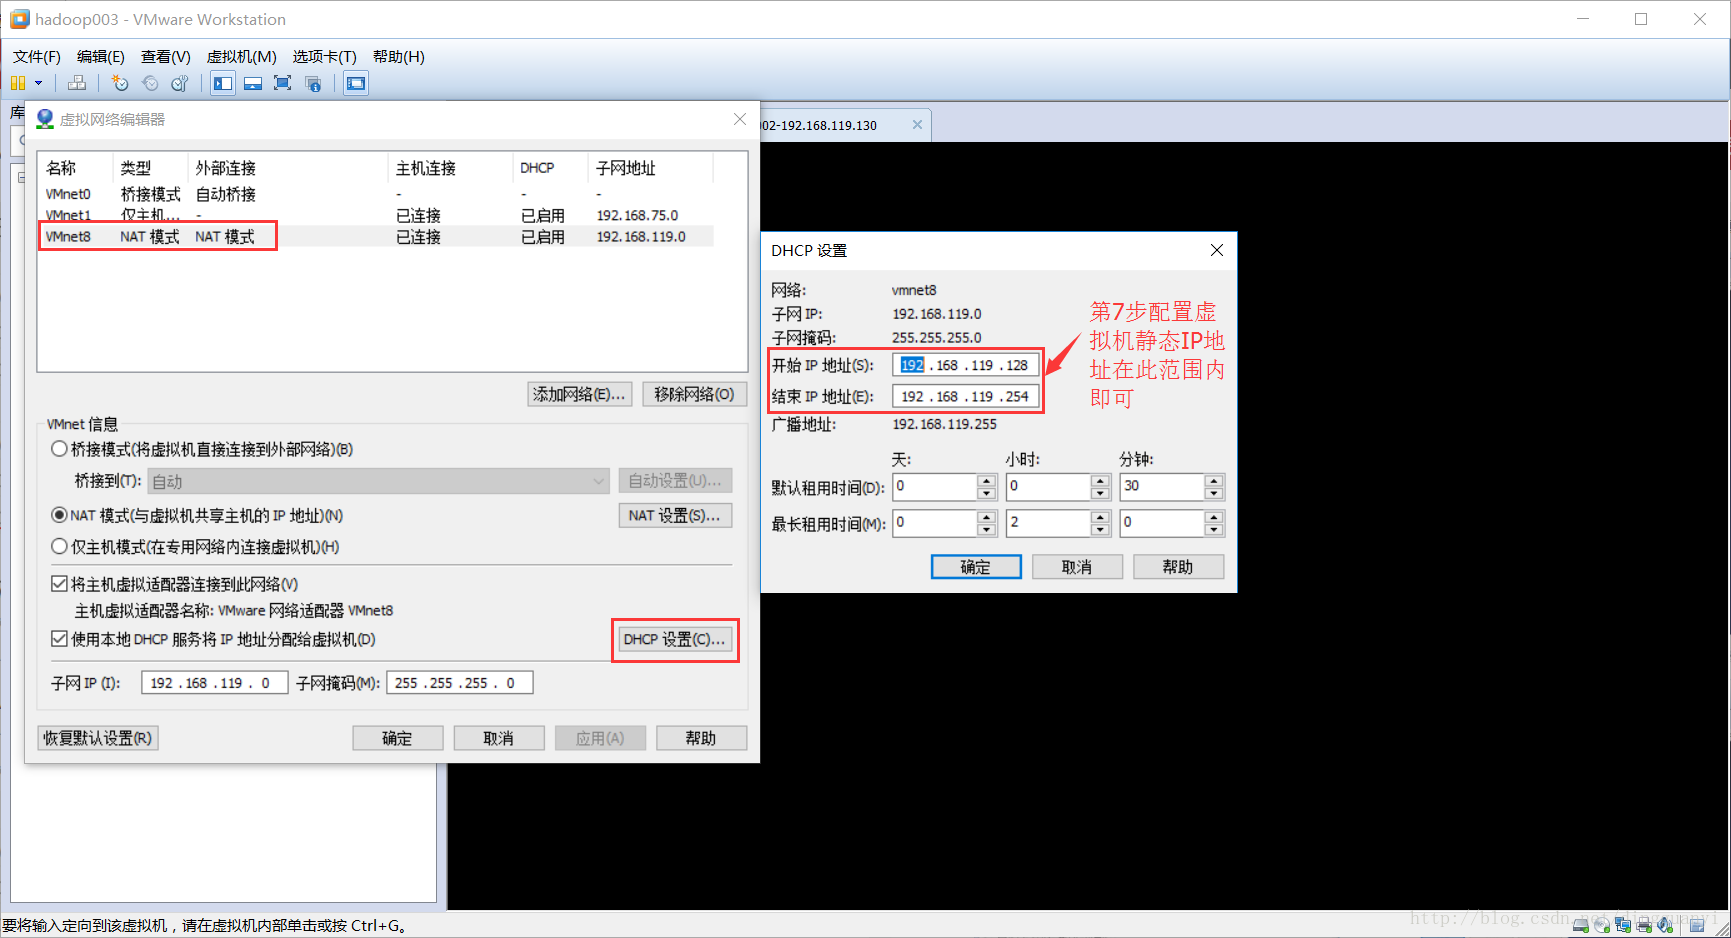 hadoop003 - VMware Workstation
文件(F) 编辑(E) 查看(V) 虚拟机(M) 选项卡(T) 帮助(H)
库
虚拟网络编辑器
02-192.168.119.130
名称 类型 外部连接 主机连接 DHCP 子网地址
VMnet0 桥接模式 自动桥接 - - -
VMnet1 仅主机... - 已连接 已启用 192.168.75.0
VMnet8 NAT 模式 NAT 模式 已连接 已启用 192.168.119.0
添加网络(E)... 移除网络(O)
VMnet 信息
桥接模式(将虚拟机直接连接到外部网络)(B)
桥接到(T): 自动 自动设置(U)...
NAT 模式(与虚拟机共享主机的 IP 地址)(N) NAT 设置(S)...
仅主机模式(在专用网络内连接虚拟机)(H)
将主机虚拟适配器连接到此网络(V)
主机虚拟适配器名称: VMware 网络适配器 VMnet8
使用本地 DHCP 服务将 IP 地址分配给虚拟机(D) DHCP 设置(C)...
子网 IP (I): 192 . 168 . 119 . 0 子网掩码(M): 255 . 255 . 255 . 0
恢复默认设置(R) 确定 取消 应用(A) 帮助
DHCP 设置
网络: vmnet8
子网 IP: 192.168.119.0
子网掩码: 255.255.255.0
开始 IP 地址(S): 192 . 168 . 119 . 128
结束 IP 地址(E): 192 . 168 . 119 . 254
广播地址: 192.168.119.255
天: 小时: 分钟:
默认租用时间(D): 0 0 30
最长租用时间(M): 0 2 0
确定 取消 帮助
第7步配置虚
拟机静态IP地
址在此范围内
即可
要将输入定向到该虚拟机，请在虚拟机内部单击或按 Ctrl+G。